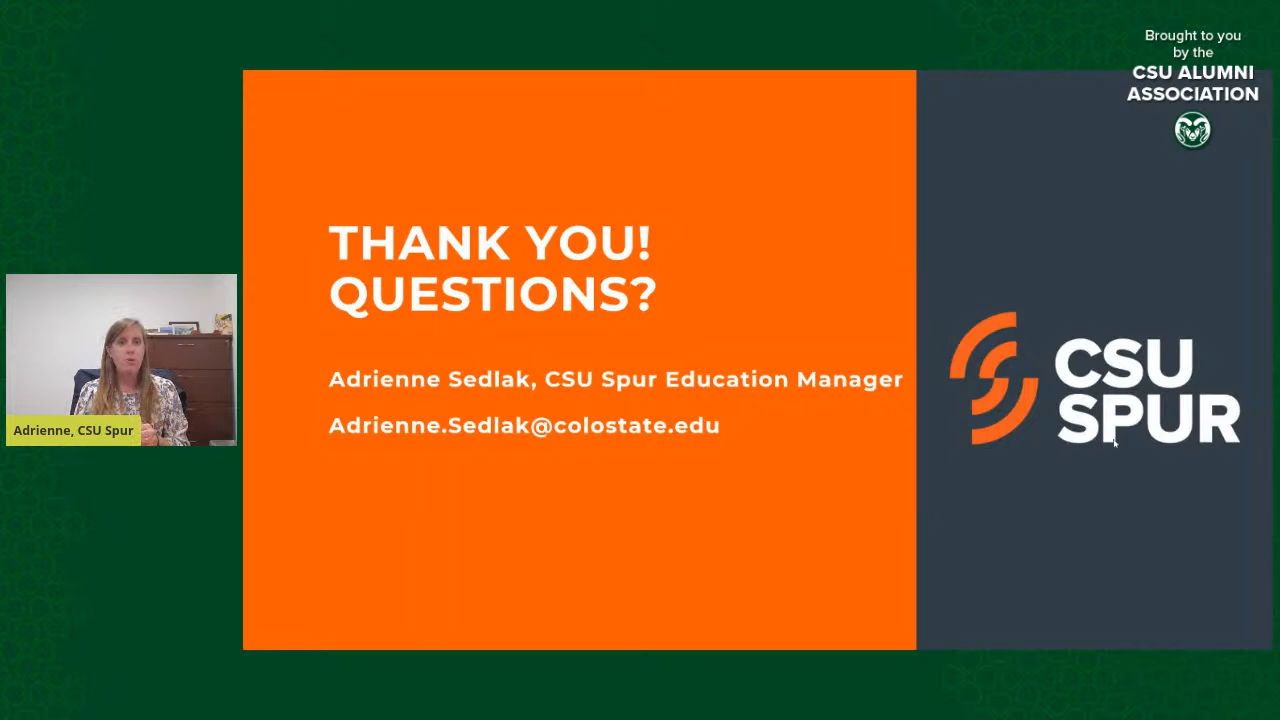 Brought to you
by the
CSU ALUMNI
ASSOCIATION
THANK YOU!
QUESTIONS?
Adrienne Sedlak, CSU Spur Education Manager
Adrienne.Sedlak@colostate.edu
CSU
SPUR
Adrienne, CSU Spur